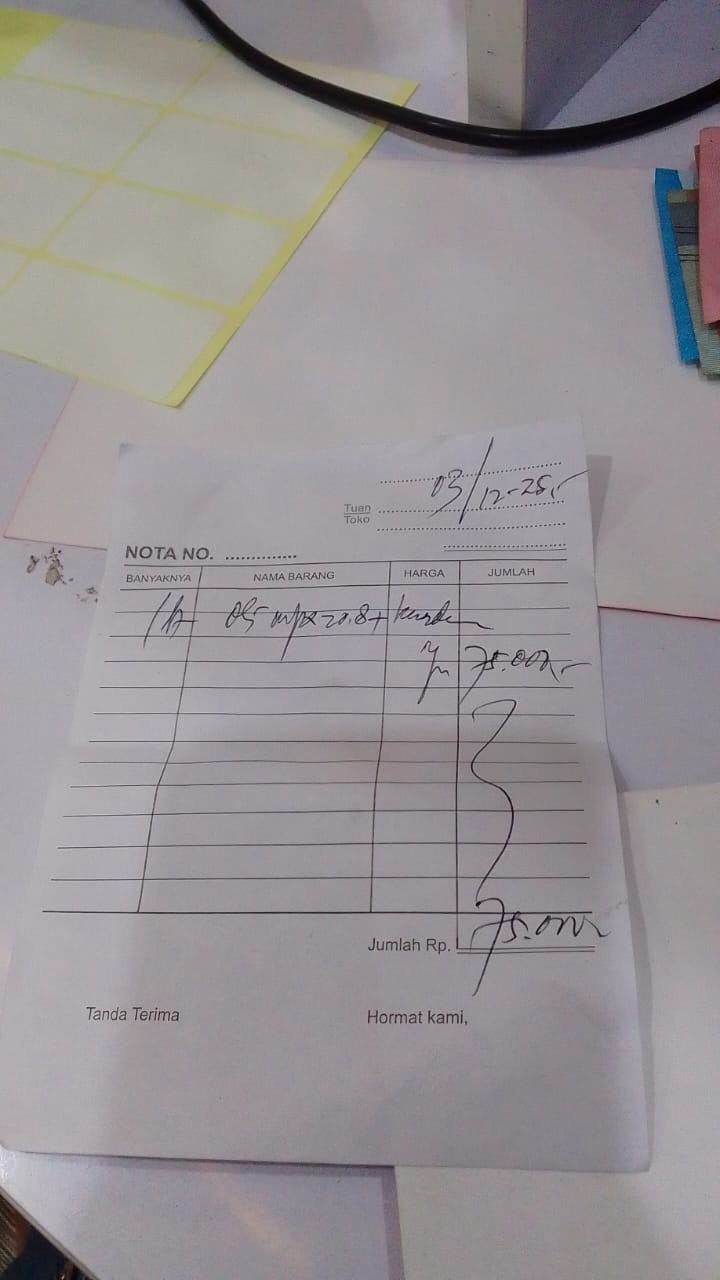 03/12-25,-
Tuan
Toko
NOTA NO. ..............
BANYAKNYA NAMA BARANG HARGA JUMLAH
75.000,-
Jumlah Rp. 75.000
Tanda Terima Hormat kami,